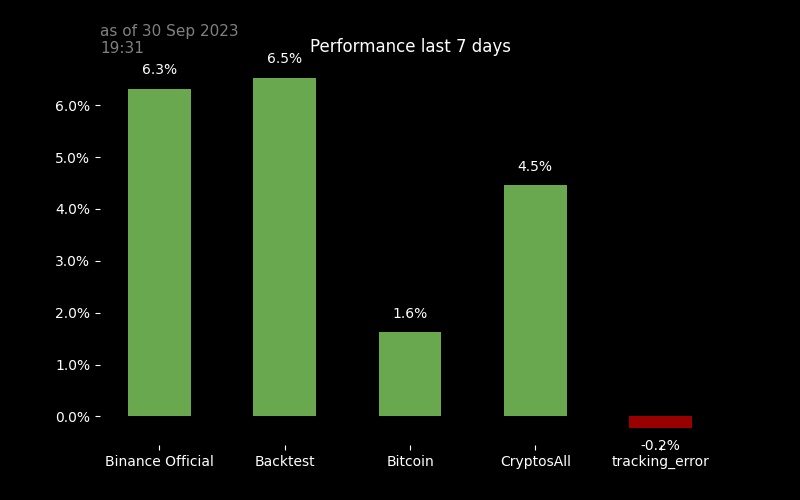 as of 30 Sep 2023
19:31
Performance last 7 days
6.3%
6.5%
1.6%
4.5%
-0.2%
6.0%
5.0%
4.0%
3.0%
2.0%
1.0%
0.0%
Binance Official
Backtest
Bitcoin
CryptosAll
tracking_error